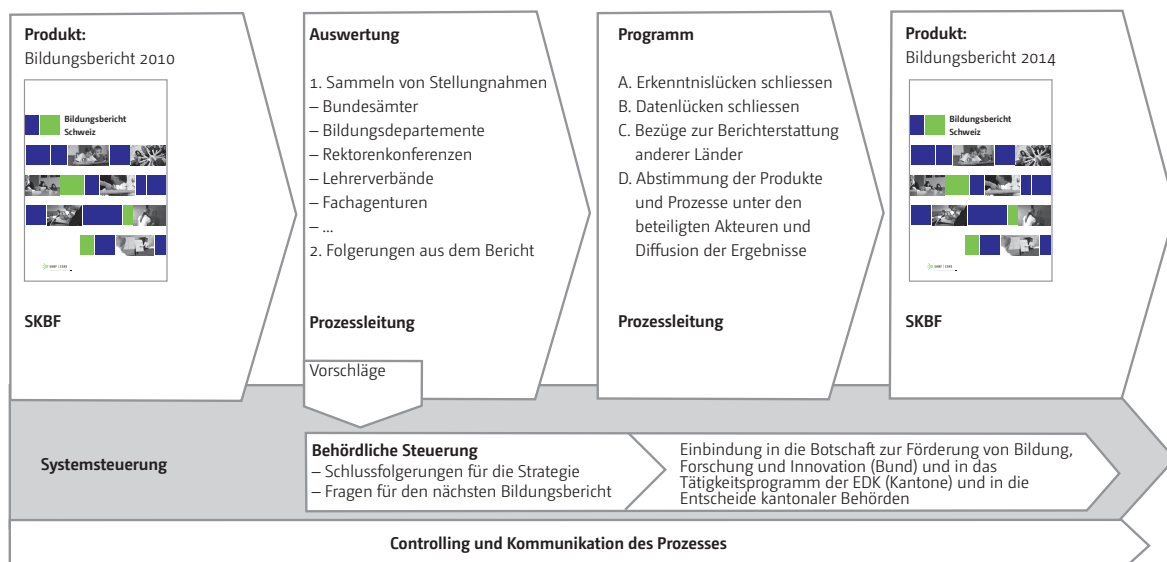 Produkt:
Bildungsbericht 2010
Bildungsbericht
Schweiz
SKBF
Auswertung
1. Sammeln von Stellungnahmen
– Bundesämter
– Bildungsdepartemente
– Rektorenkonferenzen
– Lehrerverbände
– Fachagenturen
– ...
2. Folgerungen aus dem Bericht
Prozessleitung
Vorschläge
Programm
A. Erkenntnislücken schliessen
B. Datenlücken schliessen
C. Bezüge zur Berichterstattung
anderer Länder
D. Abstimmung der Produkte
und Prozesse unter den
beteiligten Akteuren und
Diffusion der Ergebnisse
Prozessleitung
Produkt:
Bildungsbericht 2014
Bildungsbericht
Schweiz
SKBF
Systemsteuerung
Behördliche Steuerung
– Schlussfolgerungen für die Strategie
– Fragen für den nächsten Bildungsbericht
Einbindung in die Botschaft zur Förderung von Bildung,
Forschung und Innovation (Bund) und in das
Tätigkeitsprogramm der EDK (Kantone) und in die
Entscheide kantonaler Behörden
Controlling und Kommunikation des Prozesses